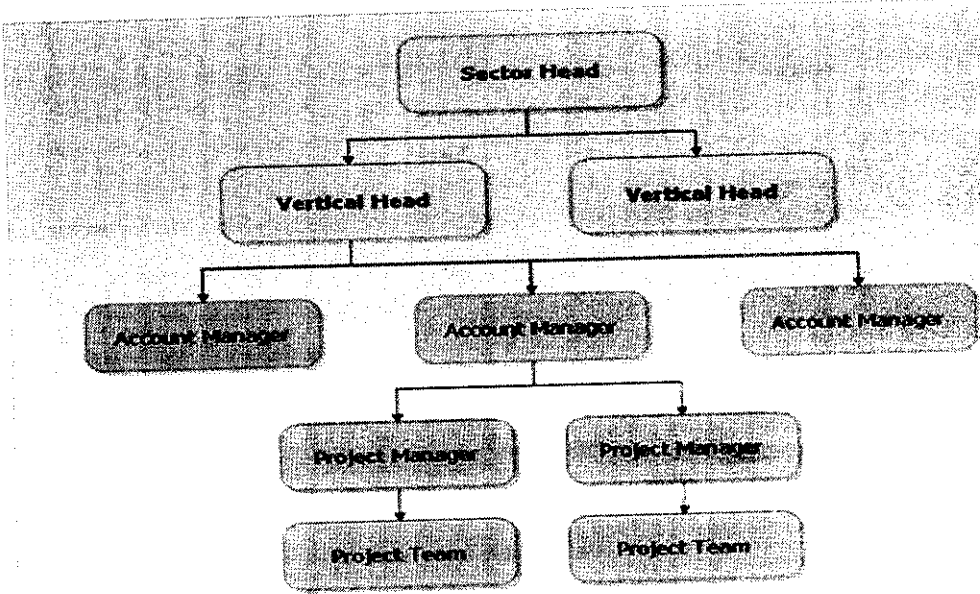 Sector Head
Vertical Head
Vertical Head
Account Manager
Account Manager
Account Manager
Project Manager
Project Manager
Project Team
Project Team